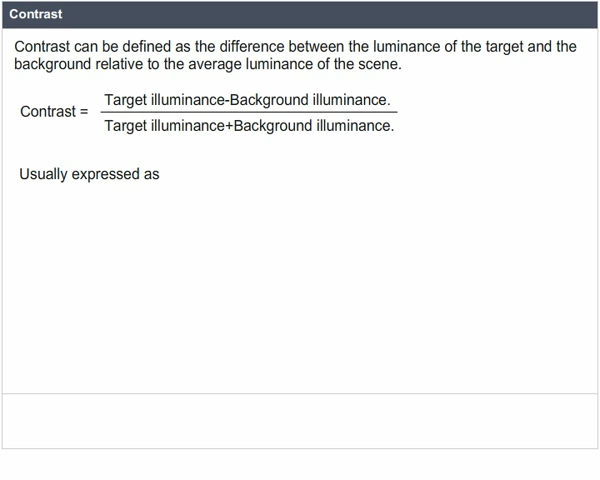 Contrast
Contrast can be defined as the difference between the luminance of the target and the
background relative to the average luminance of the scene.
Contrast = Target illuminance-Background illuminance.
Target illuminance+Background illuminance.
Usually expressed as